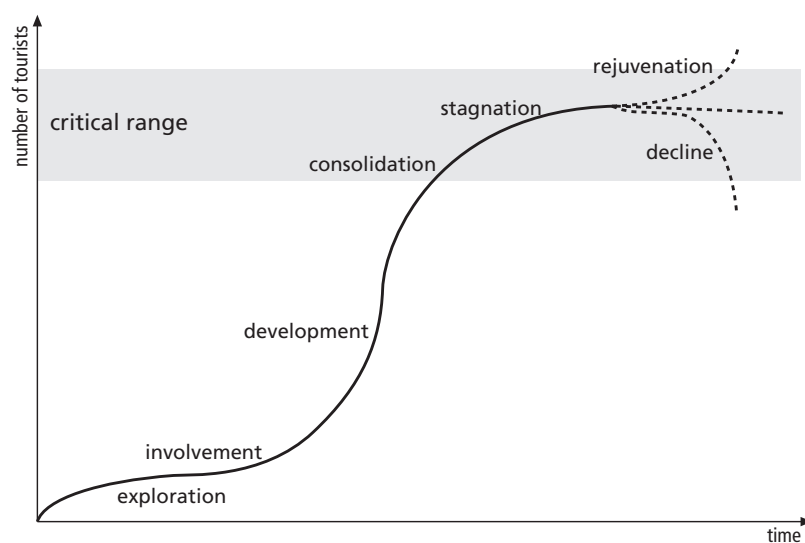 number of tourists
rejuvenation
critical range
stagnation
decline
consolidation
development
involvement
exploration
time